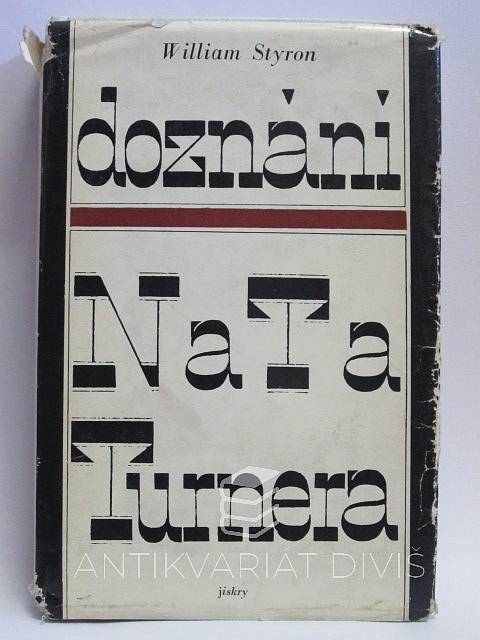 William Styron
doznání
NaTa
Turnera
ANTIKVARIÁT DIVIŠ
jiskry